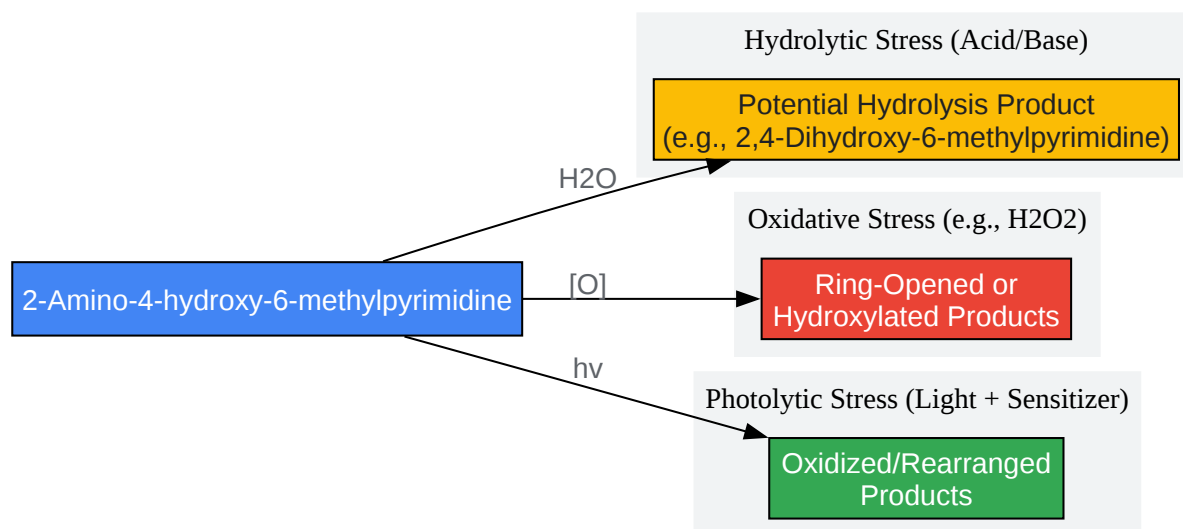 Hydrolytic Stress (Acid/Base)
Potential Hydrolysis Product
(e.g., 2,4-Dihydroxy-6-methylpyrimidine)
H2O
Oxidative Stress (e.g., H2O2)
2-Amino-4-hydroxy-6-methylpyrimidine
[O]
Ring-Opened or
Hydroxylated Products
hv
Photolytic Stress (Light + Sensitizer)
Oxidized/Rearranged
Products